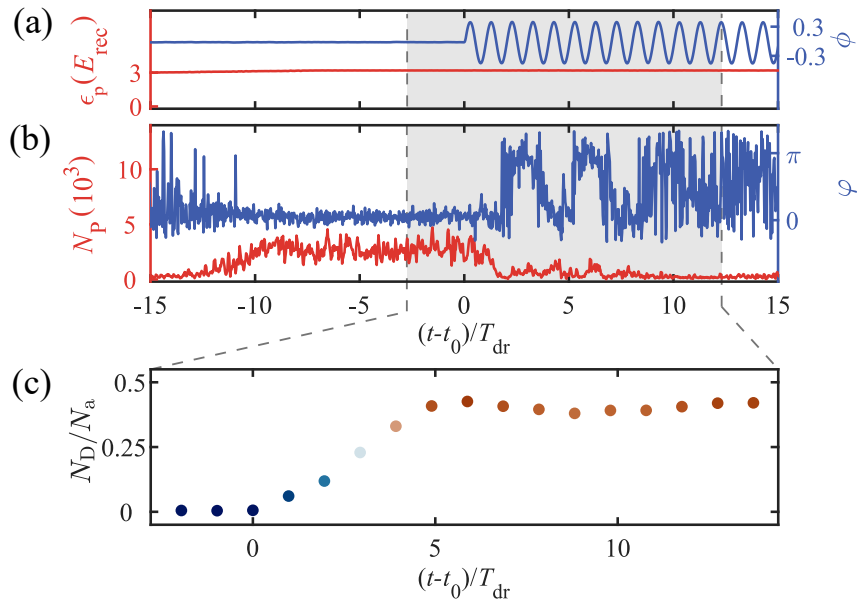 (a)
ϵp(Erec)
3
0
0.3
-0.3
ϕ
(b)
NP (10³)
10
5
0
π
0
φ
-15 -10 -5 0 5 10 15
(t-t0)/Tdr
(c)
ND/Na
0.5
0.25
0
0 5 10
(t-t0)/Tdr